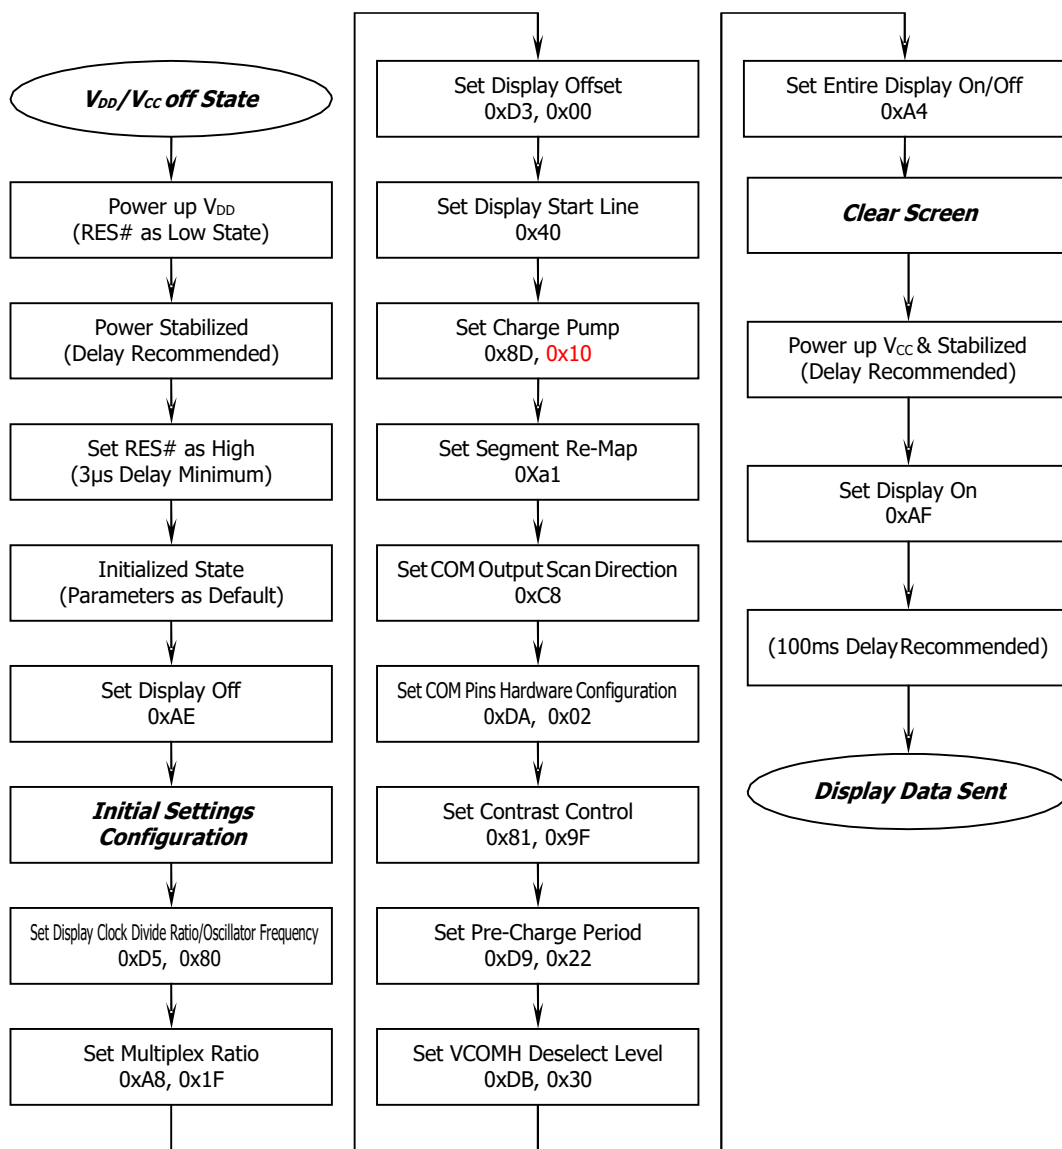 VDD/VCC off State
Power up VDD
(RES# as Low State)
Power Stabilized
(Delay Recommended)
Set RES# as High
(3μs Delay Minimum)
Initialized State
(Parameters as Default)
Set Display Off
0xAE
Initial Settings
Configuration
Set Display Clock Divide Ratio/Oscillator Frequency
0xD5, 0x80
Set Multiplex Ratio
0xA8, 0x1F
Set Display Offset
0xD3, 0x00
Set Display Start Line
0x40
Set Charge Pump
0x8D, 0x10
Set Segment Re-Map
0Xa1
Set COM Output Scan Direction
0xC8
Set COM Pins Hardware Configuration
0xDA, 0x02
Set Contrast Control
0x81, 0x9F
Set Pre-Charge Period
0xD9, 0x22
Set VCOMH Deselect Level
0xDB, 0x30
Set Entire Display On/Off
0xA4
Clear Screen
Power up VCC & Stabilized
(Delay Recommended)
Set Display On
0xAF
(100ms Delay Recommended)
Display Data Sent